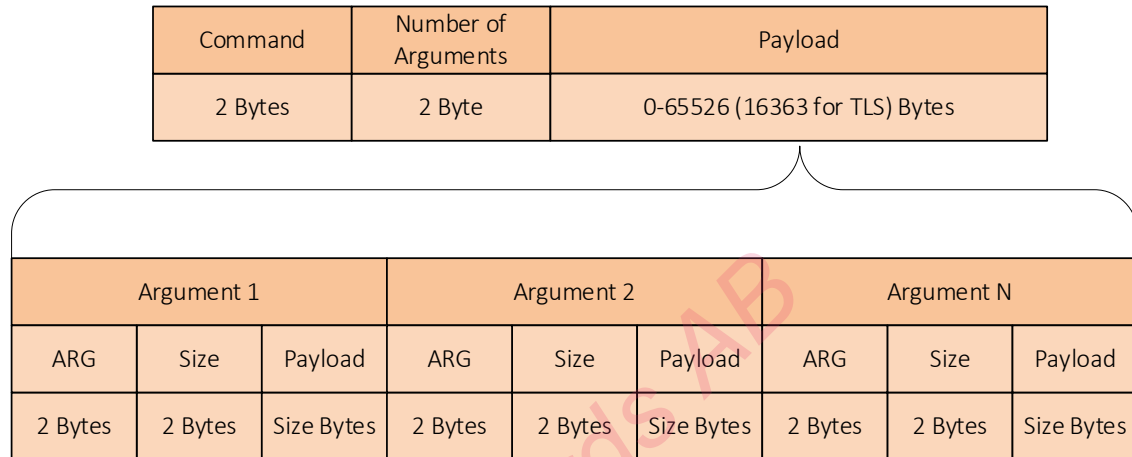 Command Number of Arguments Payload
2 Bytes 2 Byte 0-65526 (16363 for TLS) Bytes
Argument 1 Argument 2 Argument N
ARG Size Payload ARG Size Payload ARG Size Payload
2 Bytes 2 Bytes Size Bytes 2 Bytes 2 Bytes Size Bytes 2 Bytes 2 Bytes Size Bytes
rds AB